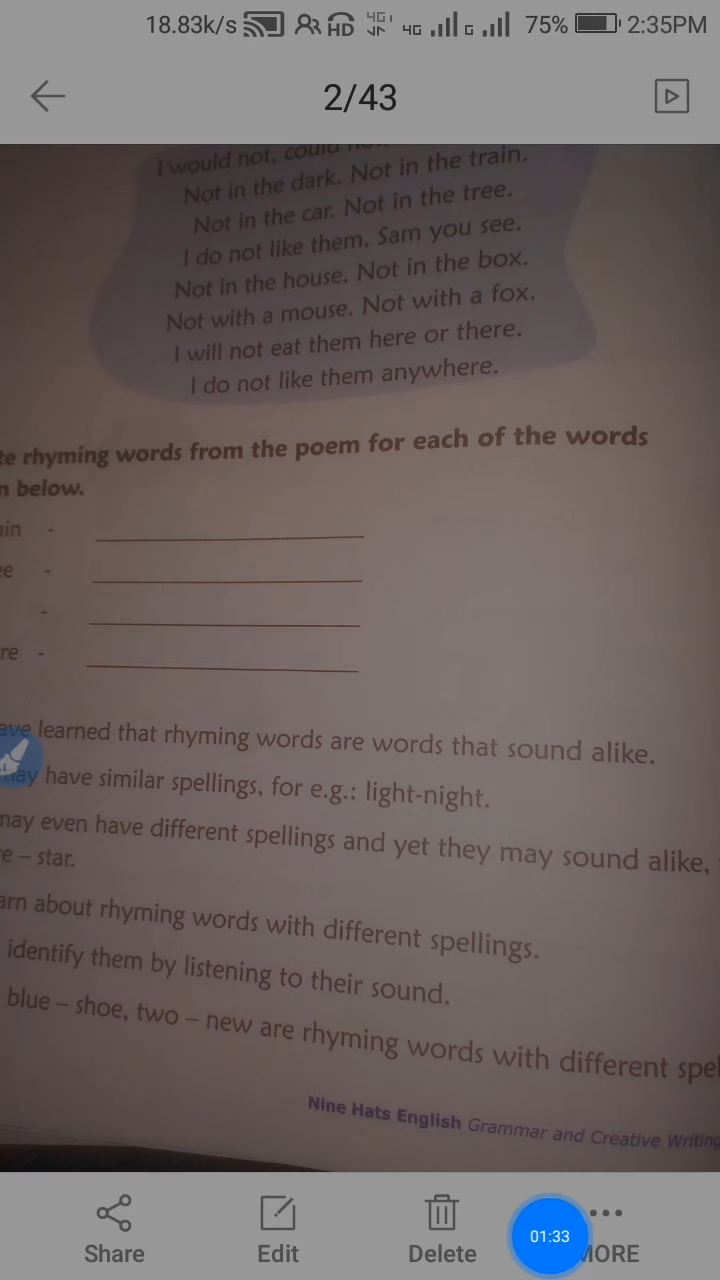 18.83k/s HD 4G 4G G 75% 2:35PM
2/43
I would not, could
Not in the dark. Not in the train.
Not in the car. Not in the tree.
I do not like them, Sam you see.
Not in the house. Not in the box.
Not with a mouse. Not with a fox.
I will not eat them here or there.
I do not like them anywhere.
te rhyming words from the poem for each of the words
n below.
ain -
ee -
-
re -
ave learned that rhyming words are words that sound alike.
may have similar spellings, for e.g.: light-night.
may even have different spellings and yet they may sound alike,
e – star.
arn about rhyming words with different spellings.
identify them by listening to their sound.
blue – shoe, two – new are rhyming words with different spel
Nine Hats English Grammar and Creative Writing
Share Edit Delete 01:33 MORE